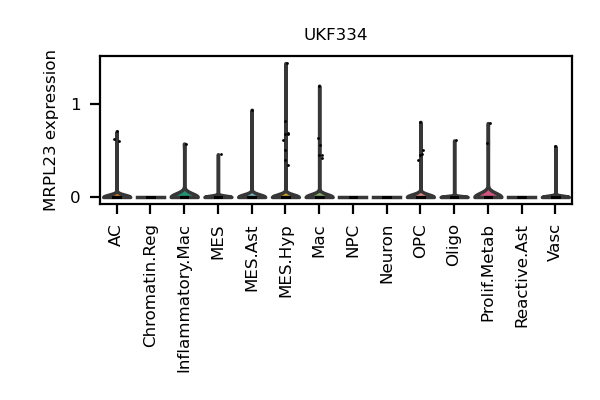 UKF334
MRPL23 expression
1
0
AC
Chromatin.Reg
Inflammatory.Mac
MES
MES.Ast
MES.Hyp
Mac
NPC
Neuron
OPC
Oligo
Prolif.Metab
Reactive.Ast
Vasc